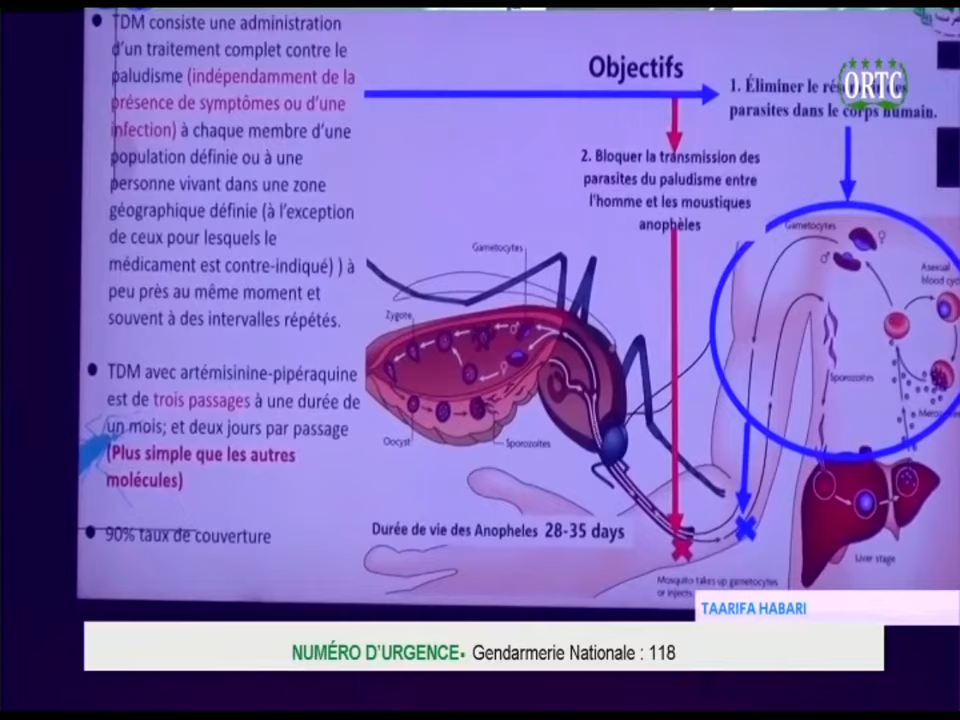 • TDM consiste une administration
d'un traitement complet contre le
paludisme (indépendamment de la
présence de symptômes ou d'une
infection) à chaque membre d'une
population définie ou à une
personne vivant dans une zone
géographique définie (à l'exception
de ceux pour lesquels le
médicament est contre-indiqué) ) à
peu près au même moment et
souvent à des intervalles répétés.
• TDM avec artémisinine-pipéraquine
est de trois passages à une durée de
un mois; et deux jours par passage
(Plus simple que les autres
molécules)
• 90% taux de couverture
Objectifs
1. Éliminer le
parasites dans le corps humain.
ORTC
2. Bloquer la transmission des
parasites du paludisme entre
l'homme et les moustiques
anophèles
Gametocytes
Zygote
Oocyst
Sporozoites
Gametocytes
♀
♂
Asexual
blood
Sporozoites
Liver stage
Durée de vie des Anopheles 28-35 days
Mosquito takes up gametocytes
or injects
TAARIFA HABARI
NUMÉRO D'URGENCE- Gendarmerie Nationale : 118